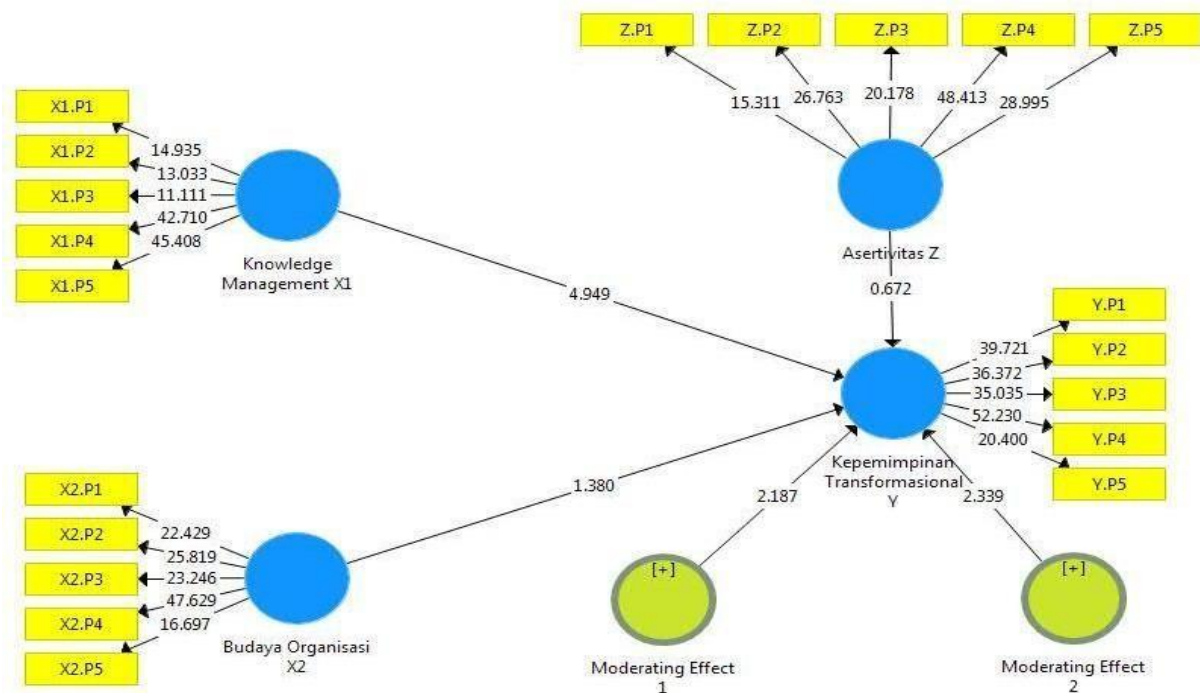 Z.P1 Z.P2 Z.P3 Z.P4 Z.P5
15.311 26.763 20.178 48.413 28.995
Asertivitas Z
0.672
X1.P1
X1.P2
X1.P3
X1.P4
X1.P5
14.935
13.033
11.111
42.710
45.408
Knowledge
Management X1
4.949
Y.P1
Y.P2
Y.P3
Y.P4
Y.P5
39.721
36.372
35.035
52.230
20.400
Kepemimpinan
Transformasional
Y
X2.P1
X2.P2
X2.P3
X2.P4
X2.P5
22.429
25.819
23.246
47.629
16.697
Budaya Organisasi
X2
1.380
2.187
2.339
[+]
Moderating Effect
1
[+]
Moderating Effect
2